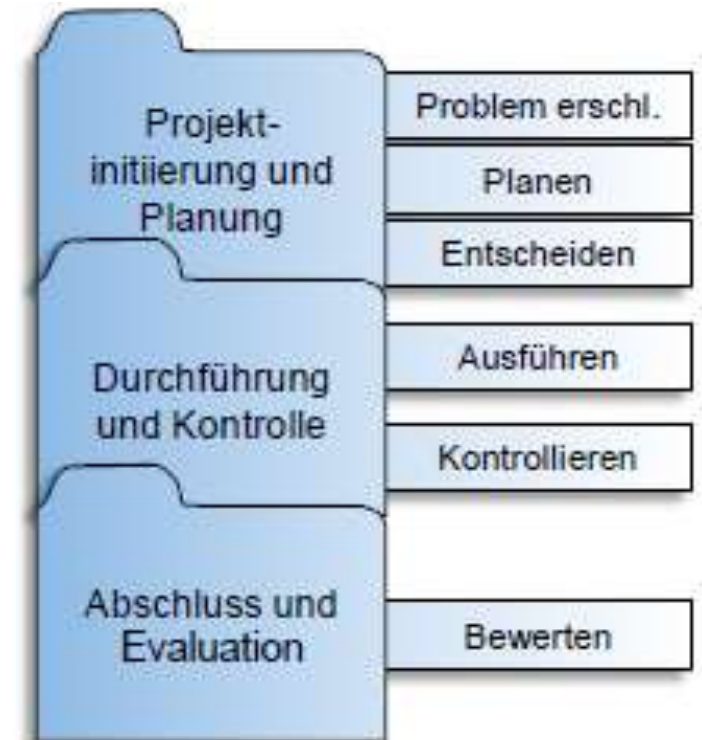 Projekt-
initiierung und
Planung
Problem erschl.
Planen
Entscheiden
Durchführung
und Kontrolle
Ausführen
Kontrollieren
Abschluss und
Evaluation
Bewerten